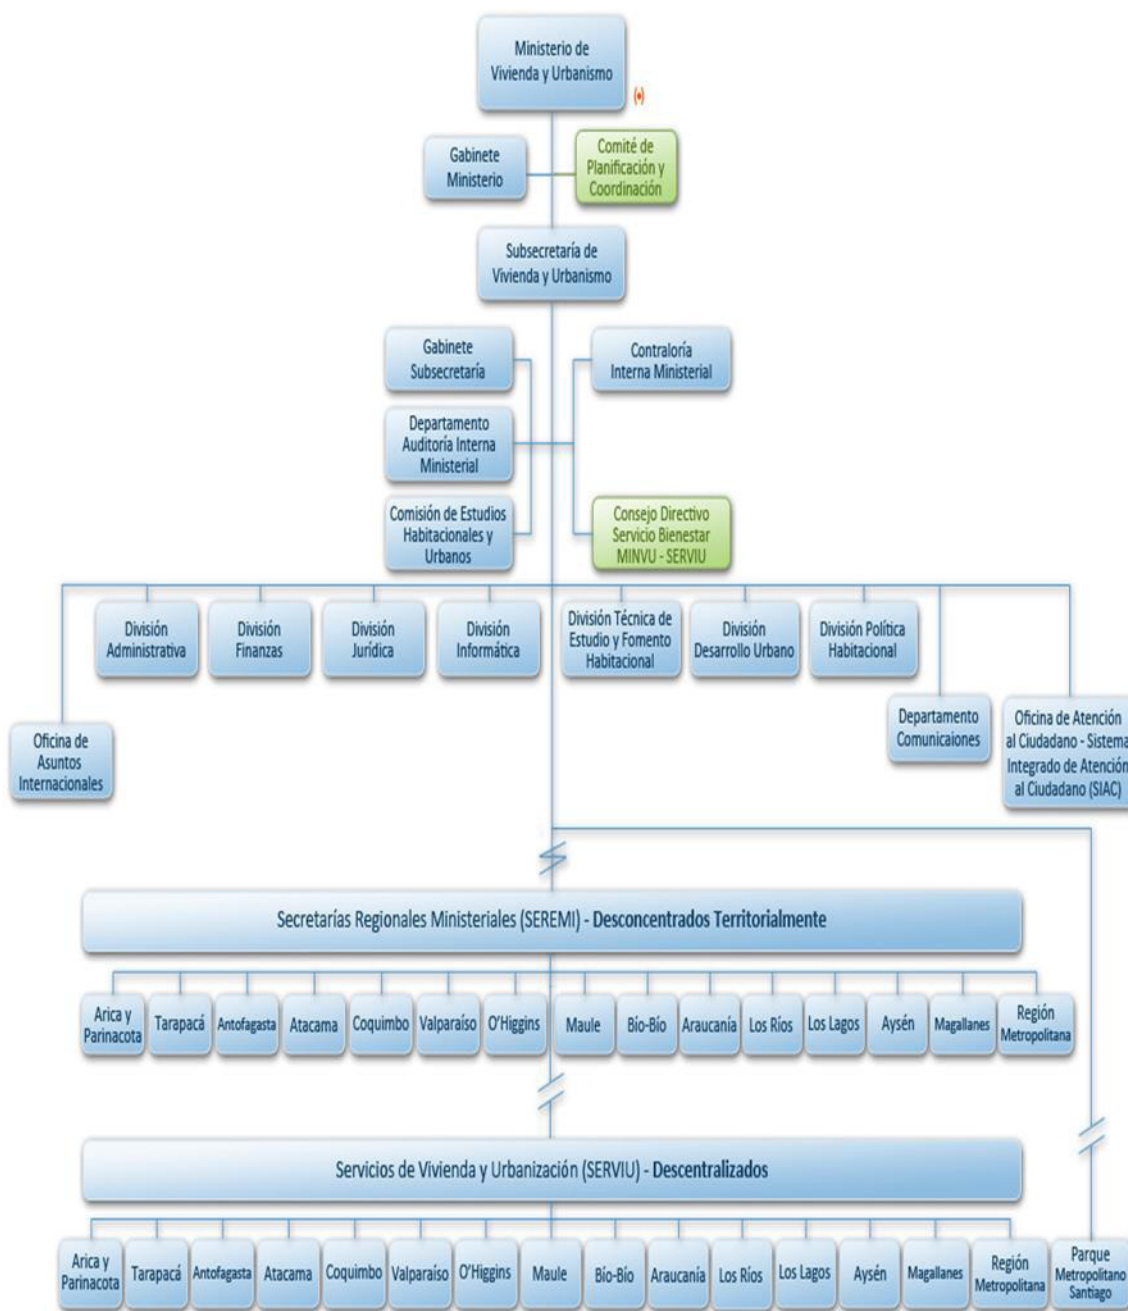 Ministerio de
Vivienda y Urbanismo
Gabinete
Ministerio
Comité de
Planificación y
Coordinación
Subsecretaría de
Vivienda y Urbanismo
Gabinete
Subsecretaría
Contraloría
Interna Ministerial
Departamento
Auditoría Interna
Ministerial
Comisión de Estudios
Habitacionales y
Urbanos
Consejo Directivo
Servicio Bienestar
MINVU - SERVIU
División
Administrativa
División
Finanzas
División
Jurídica
División
Informática
División Técnica de
Estudio y Fomento
Habitacional
División
Desarrollo Urbano
División Política
Habitacional
Oficina de
Asuntos
Internacionales
Departamento
Comunicaiones
Oficina de Atención
al Ciudadano - Sistema
Integrado de Atención
al Ciudadano (SIAC)
Secretarías Regionales Ministeriales (SEREMI) - Desconcentrados Territorialmente
Arica y
Parinacota
Tarapacá
Antofagasta
Atacama
Coquimbo
Valparaíso
O'Higgins
Maule
Bío-Bío
Araucanía
Los Ríos
Los Lagos
Aysén
Magallanes
Región
Metropolitana
Servicios de Vivienda y Urbanización (SERVIU) - Descentralizados
Arica y
Parinacota
Tarapacá
Antofagasta
Atacama
Coquimbo
Valparaíso
O'Higgins
Maule
Bío-Bío
Araucanía
Los Ríos
Los Lagos
Aysén
Magallanes
Región
Metropolitana
Parque
Metropolitano
Santiago